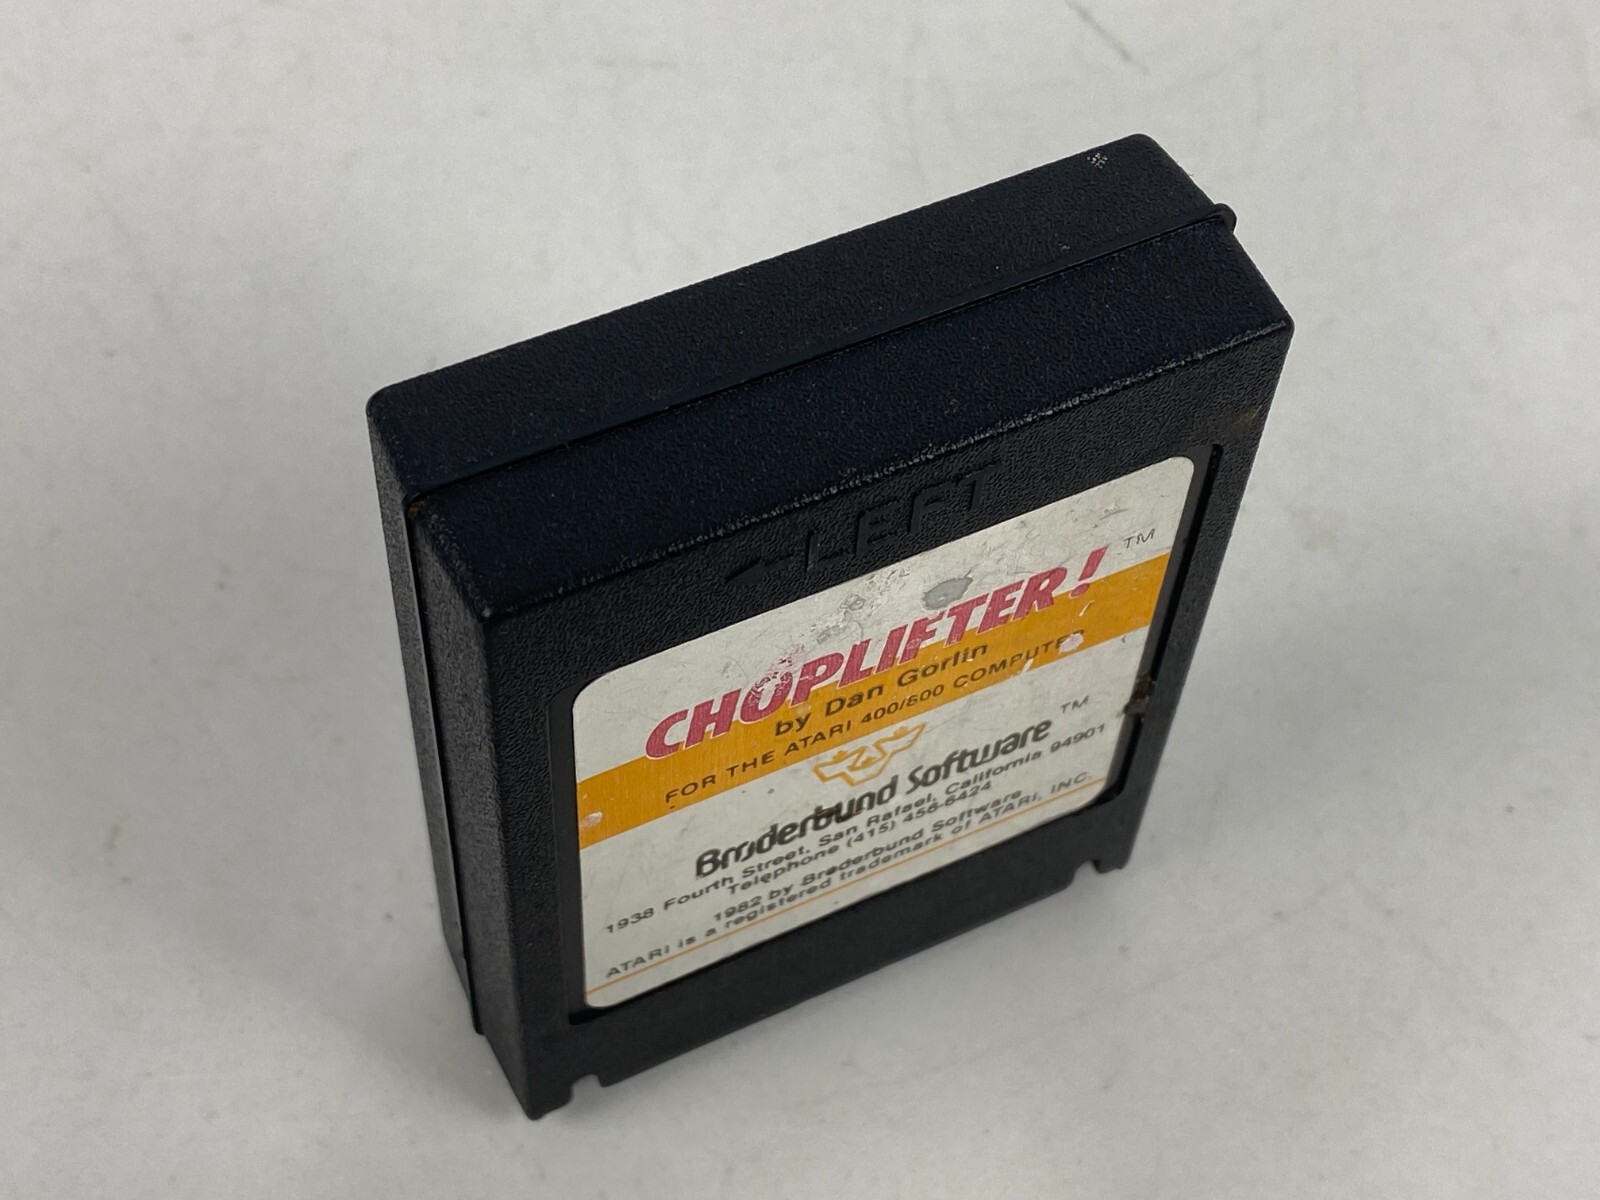 LEFT
CHOPLIFTER! ™
by Dan Gorlin
FOR THE ATARI 400/800 COMPUTER
Brøderbund Software ™
1938 Fourth Street, San Rafael, California 94901
Telephone (415) 456-6424
1982 by Brøderbund Software
ATARI is a registered trademark of ATARI, INC.